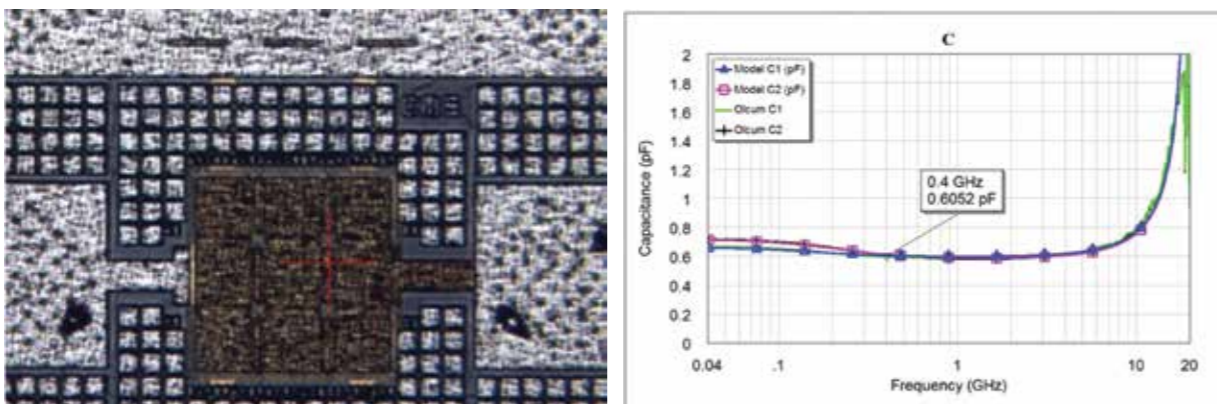 C
2
1.8
1.6
1.4
1.2
1
0.8
0.6
0.4
0.2
0
Capacitance (pF)
Model C1 (pF)
Model C2 (pF)
Olcum C1
Olcum C2
0.4 GHz
0.6052 pF
0.04
.1
1
10
20
Frequency (GHz)